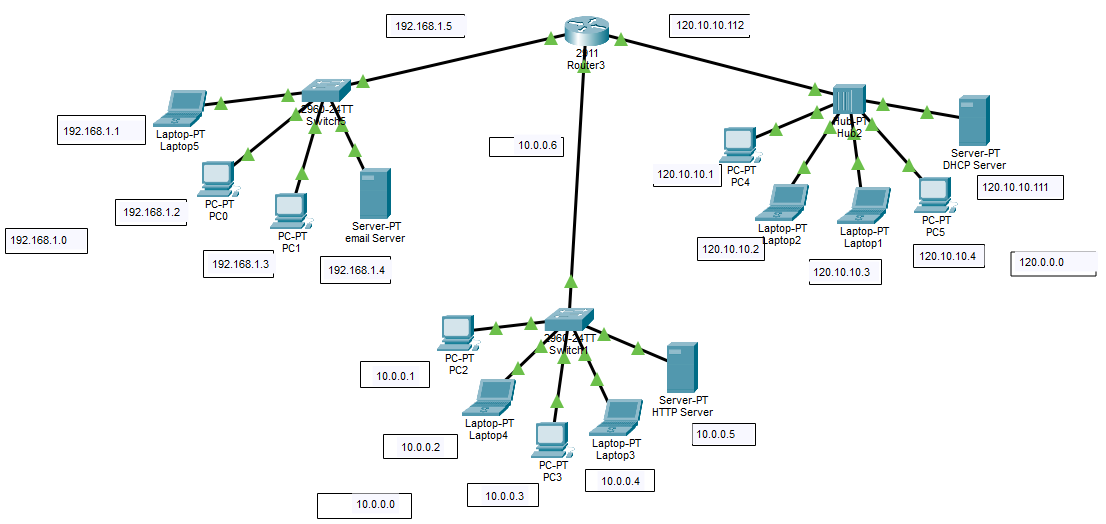 192.168.1.5
120.10.10.112
2911
Router3
2960-24TT
Switch5
Hub-PT
Hub2
192.168.1.1
Laptop-PT
Laptop5
10.0.0.6
Server-PT
DHCP Server
PC-PT
PC4
120.10.10.1
120.10.10.111
PC-PT
PC0
192.168.1.2
PC-PT
PC1
Server-PT
email Server
192.168.1.0
192.168.1.3
192.168.1.4
Laptop-PT
Laptop2
Laptop-PT
Laptop1
PC-PT
PC5
120.10.10.2
120.10.10.3
120.10.10.4
120.0.0.0
2960-24TT
Switch1
PC-PT
PC2
10.0.0.1
Server-PT
HTTP Server
Laptop-PT
Laptop4
Laptop-PT
Laptop3
10.0.0.5
10.0.0.2
PC-PT
PC3
10.0.0.4
10.0.0.3
10.0.0.0